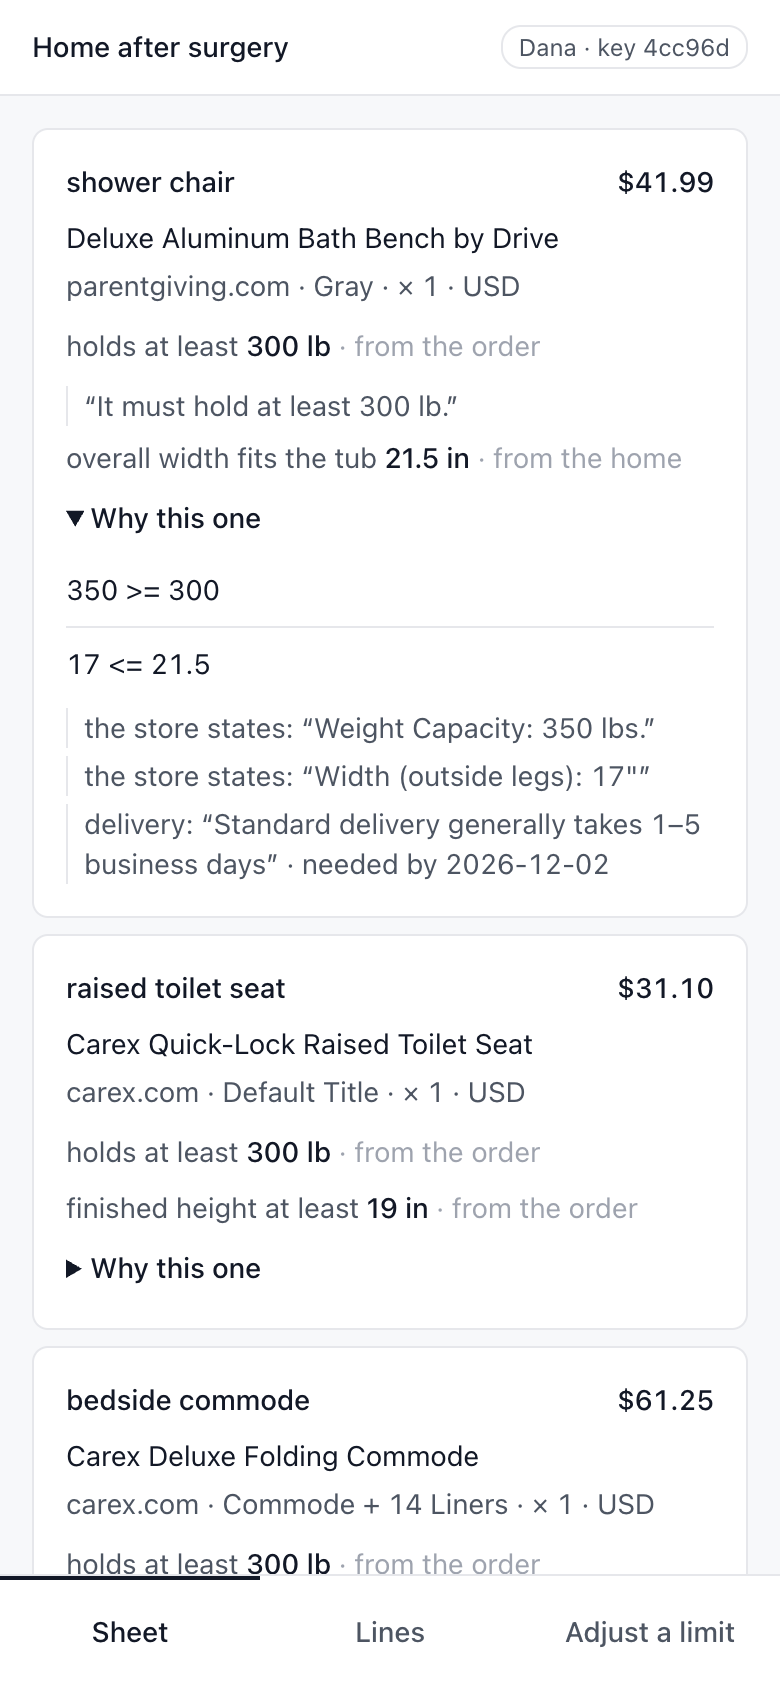 Home after surgery
Dana · key 4cc96d
shower chair
$41.99
Deluxe Aluminum Bath Bench by Drive
parentgiving.com · Gray · × 1 · USD
holds at least 300 lb · from the order
“It must hold at least 300 lb.”
overall width fits the tub 21.5 in · from the home
▼ Why this one
350 >= 300
17 <= 21.5
the store states: “Weight Capacity: 350 lbs.”
the store states: “Width (outside legs): 17"”
delivery: “Standard delivery generally takes 1–5
business days” · needed by 2026-12-02
raised toilet seat
$31.10
Carex Quick-Lock Raised Toilet Seat
carex.com · Default Title · × 1 · USD
holds at least 300 lb · from the order
finished height at least 19 in · from the order
▶ Why this one
bedside commode
$61.25
Carex Deluxe Folding Commode
carex.com · Commode + 14 Liners · × 1 · USD
holds at least 300 lb · from the order
Sheet
Lines
Adjust a limit